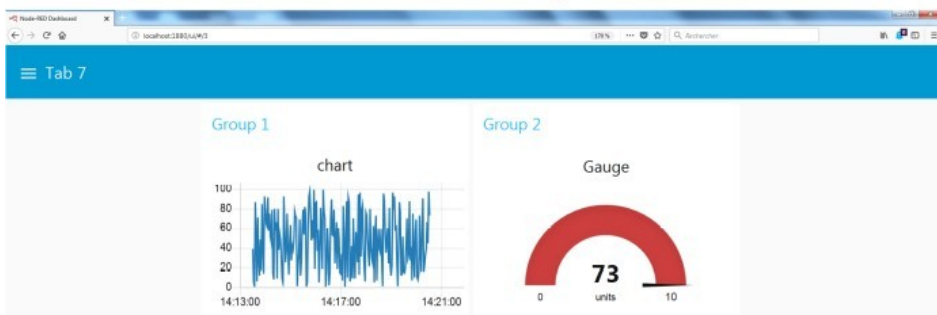 Node-RED Dashboard
localhost:1880/ui/#/3
178%
Rechercher
Tab 7
Group 1
Group 2
chart
Gauge
100
80
60
40
20
0
14:13:00
14:17:00
14:21:00
73
units
0
10